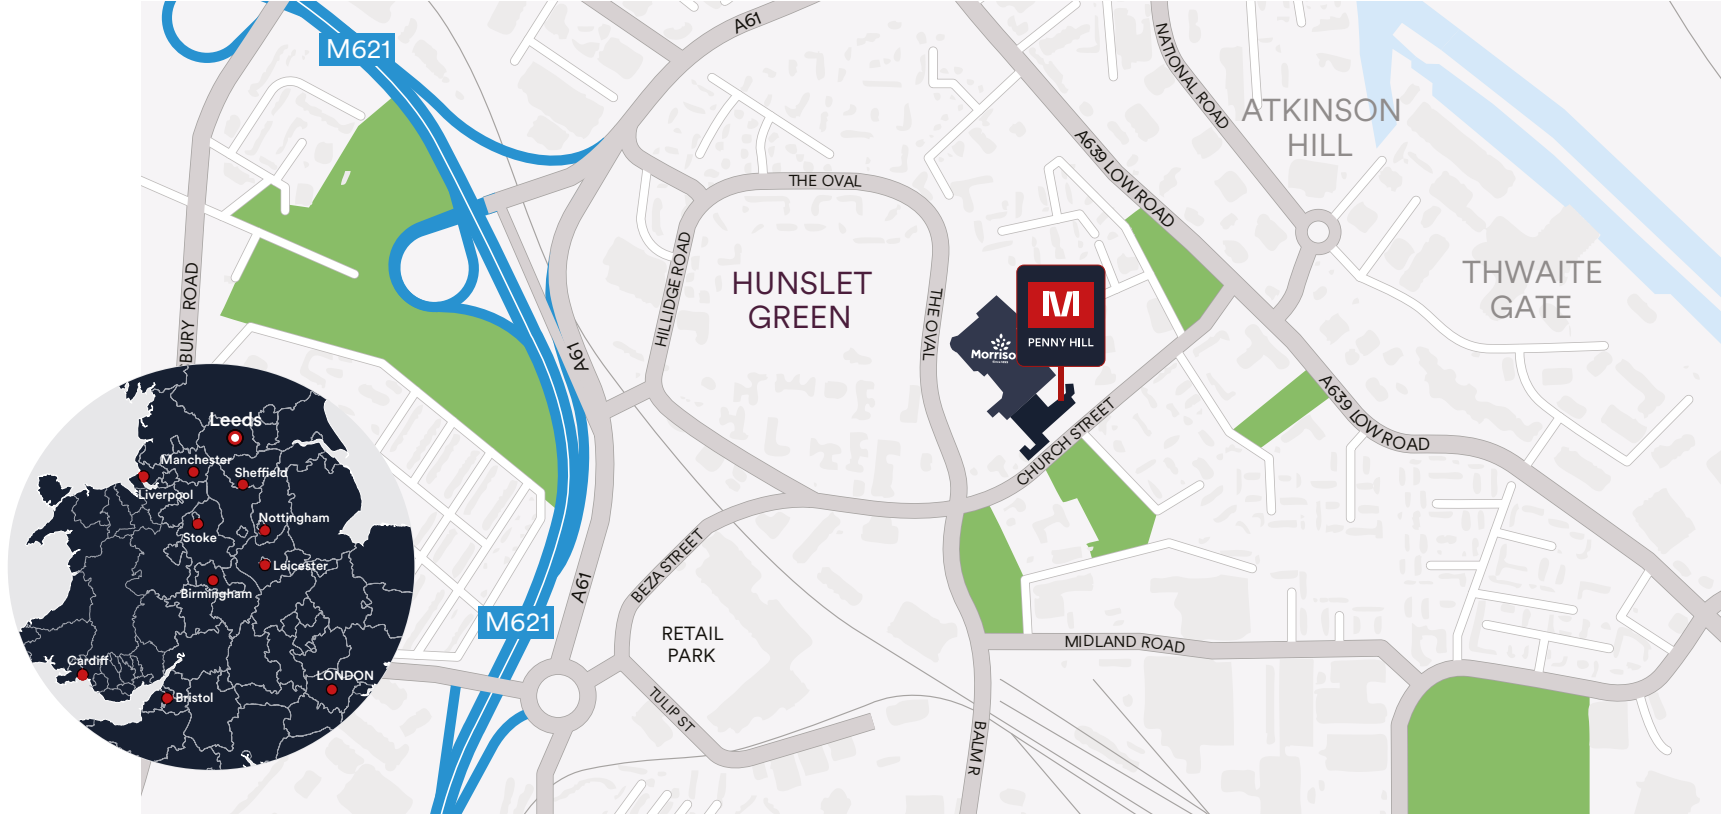 M621
A61
NATIONAL ROAD
ATKINSON
HILL
A639 LOW ROAD
THE OVAL
HILLIDGE ROAD
HUNSLET
GREEN
THE OVAL
THWAITE
GATE
BURY ROAD
A61
M
PENNY HILL
Morriso
A639 LOW ROAD
CHURCH STREET
Leeds
Manchester
Sheffield
Liverpool
Nottingham
Stoke
Leicester
Birmingham
Cardiff
Bristol
LONDON
A61
BEZA STREET
M621
RETAIL
PARK
MIDLAND ROAD
TULIP ST
BALM R